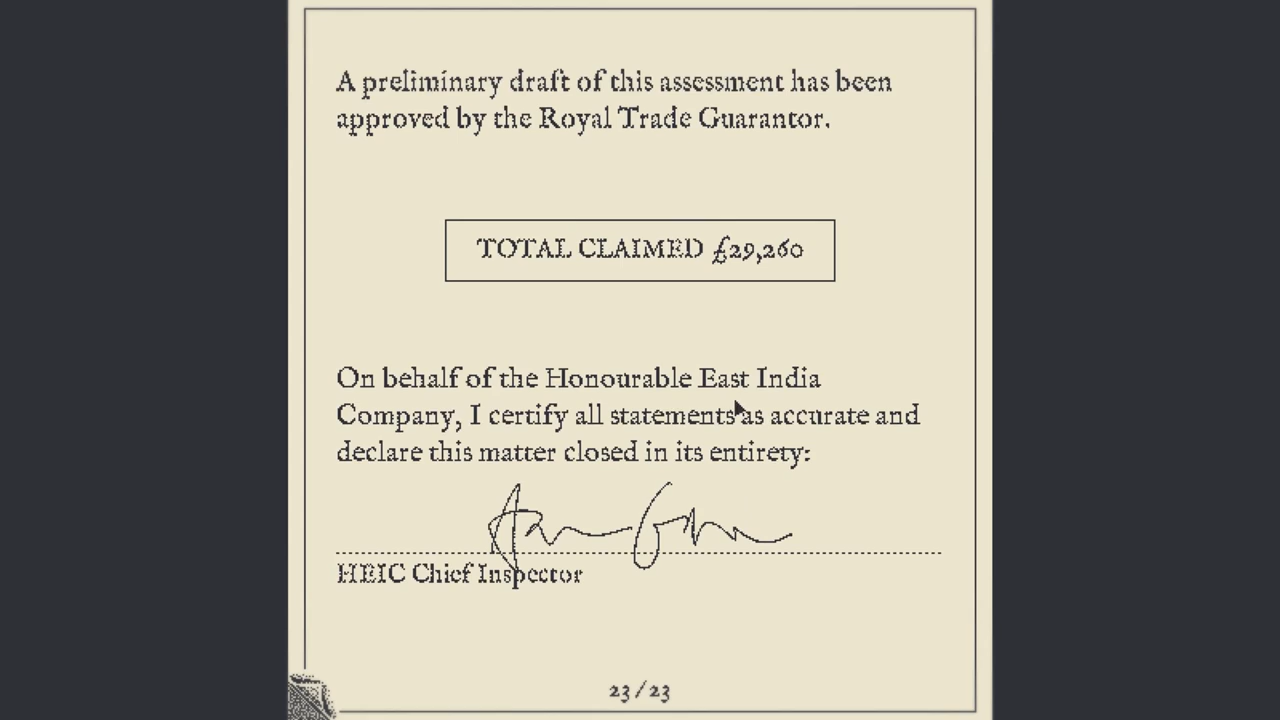 A preliminary draft of this assessment has been
approved by the Royal Trade Guarantor.
TOTAL CLAIMED £29,260
On behalf of the Honourable East India
Company, I certify all statements as accurate and
declare this matter closed in its entirety:
HEIC Chief Inspector
23/23